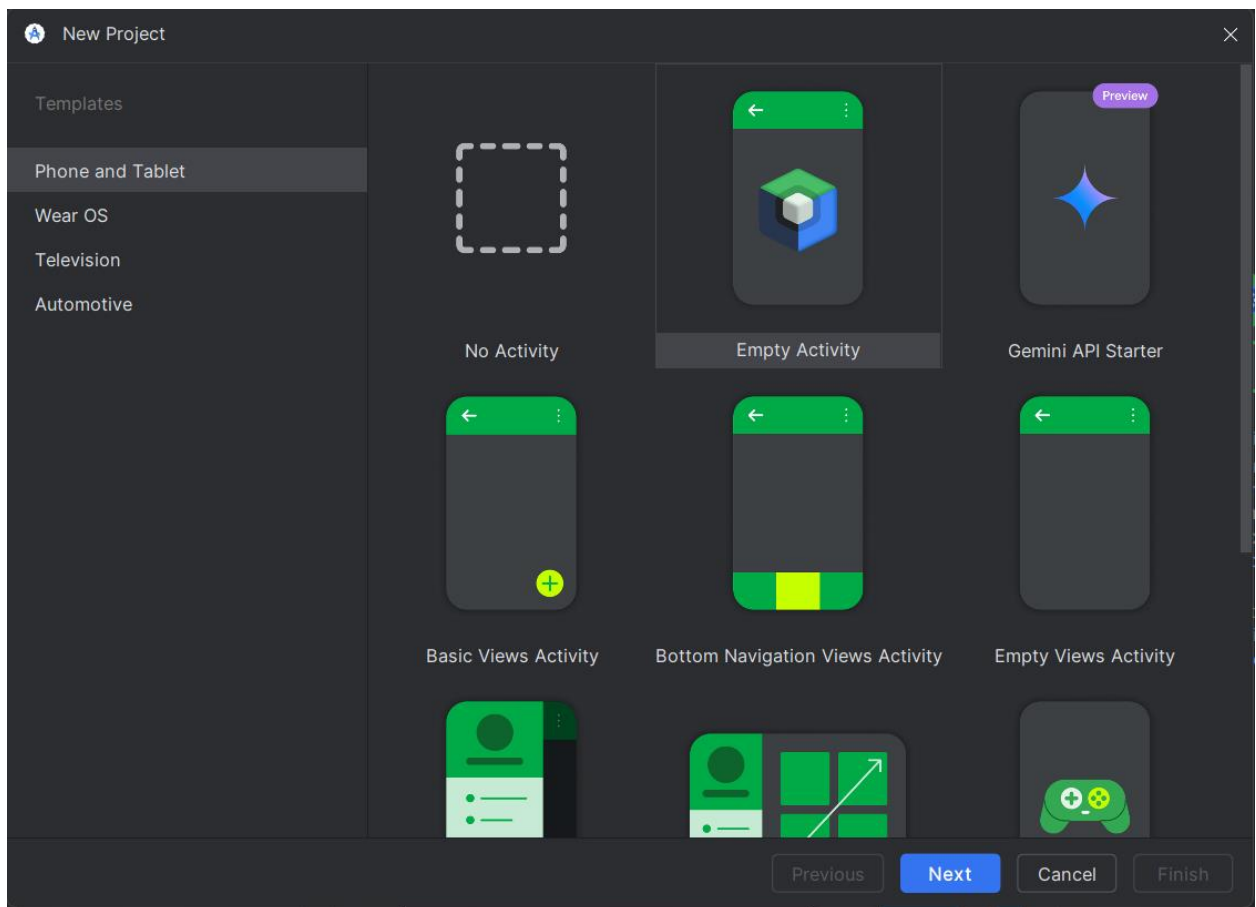 New Project
Templates
Phone and Tablet
Wear OS
Television
Automotive
Preview
No Activity
Empty Activity
Gemini API Starter
Basic Views Activity
Bottom Navigation Views Activity
Empty Views Activity
Previous
Next
Cancel
Finish